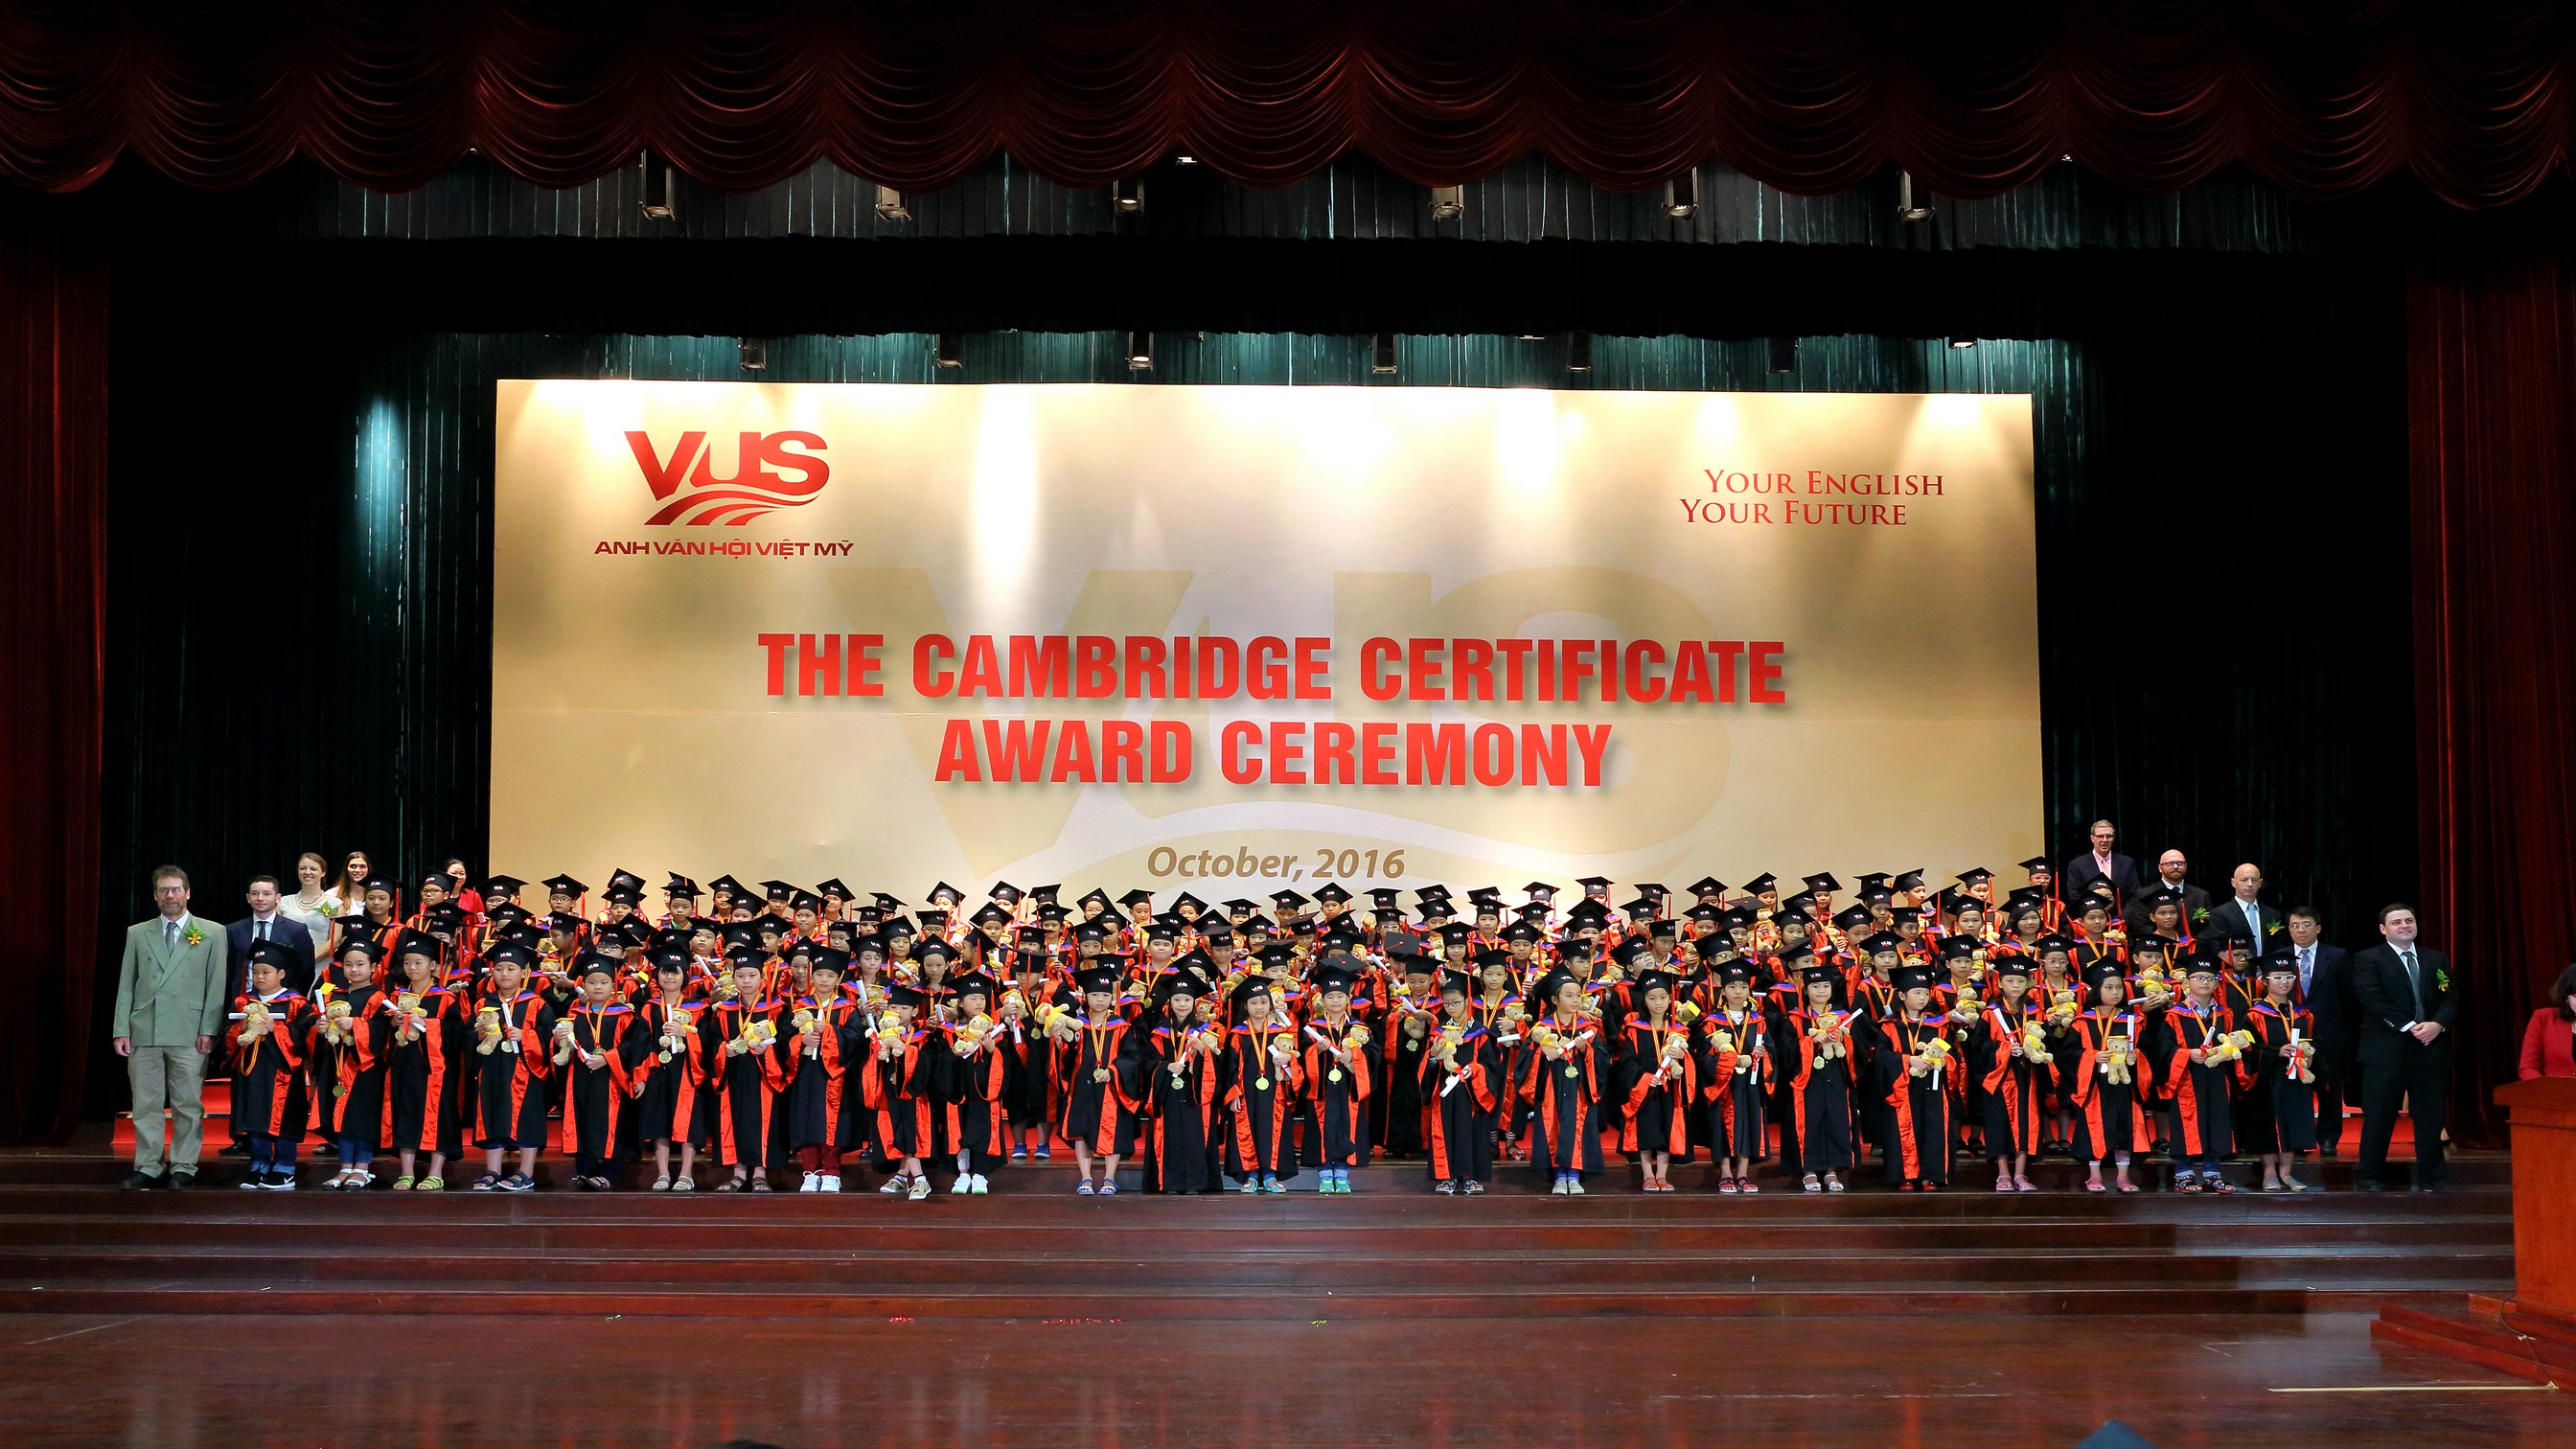 VUS
ANH VĂN HỘI VIỆT MỸ
YOUR ENGLISH
YOUR FUTURE
THE CAMBRIDGE CERTIFICATE
AWARD CEREMONY
October, 2016